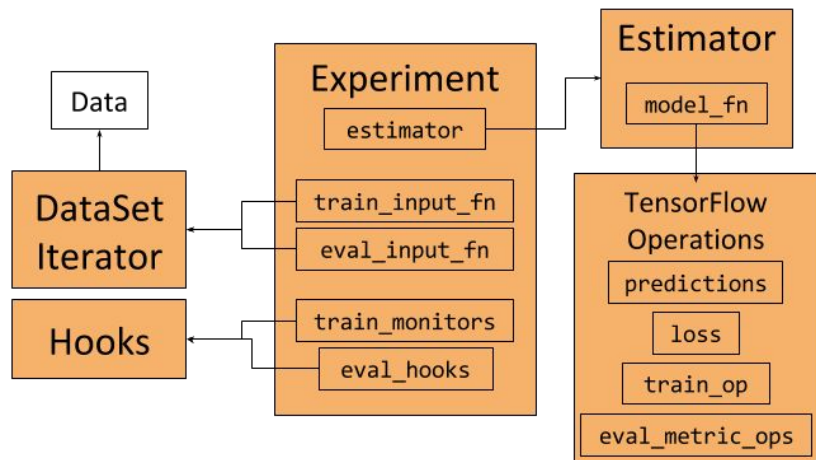 Data
DataSet
Iterator
Hooks
Experiment
estimator
train_input_fn
eval_input_fn
train_monitors
eval_hooks
Estimator
model_fn
TensorFlow
Operations
predictions
loss
train_op
eval_metric_ops